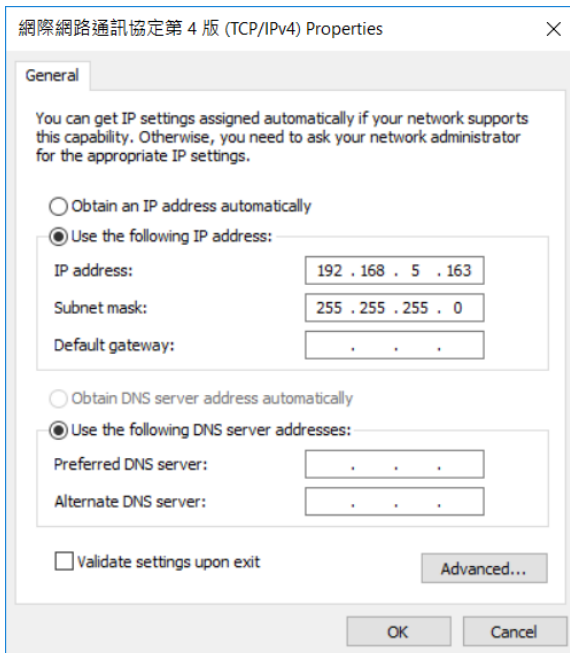 網際網路通訊協定第 4 版 (TCP/IPv4) Properties
General
You can get IP settings assigned automatically if your network supports
this capability. Otherwise, you need to ask your network administrator
for the appropriate IP settings.
Obtain an IP address automatically
Use the following IP address:
IP address: 192 . 168 . 5 . 163
Subnet mask: 255 . 255 . 255 . 0
Default gateway: . . .
Obtain DNS server address automatically
Use the following DNS server addresses:
Preferred DNS server: . . .
Alternate DNS server: . . .
Validate settings upon exit
Advanced...
OK Cancel